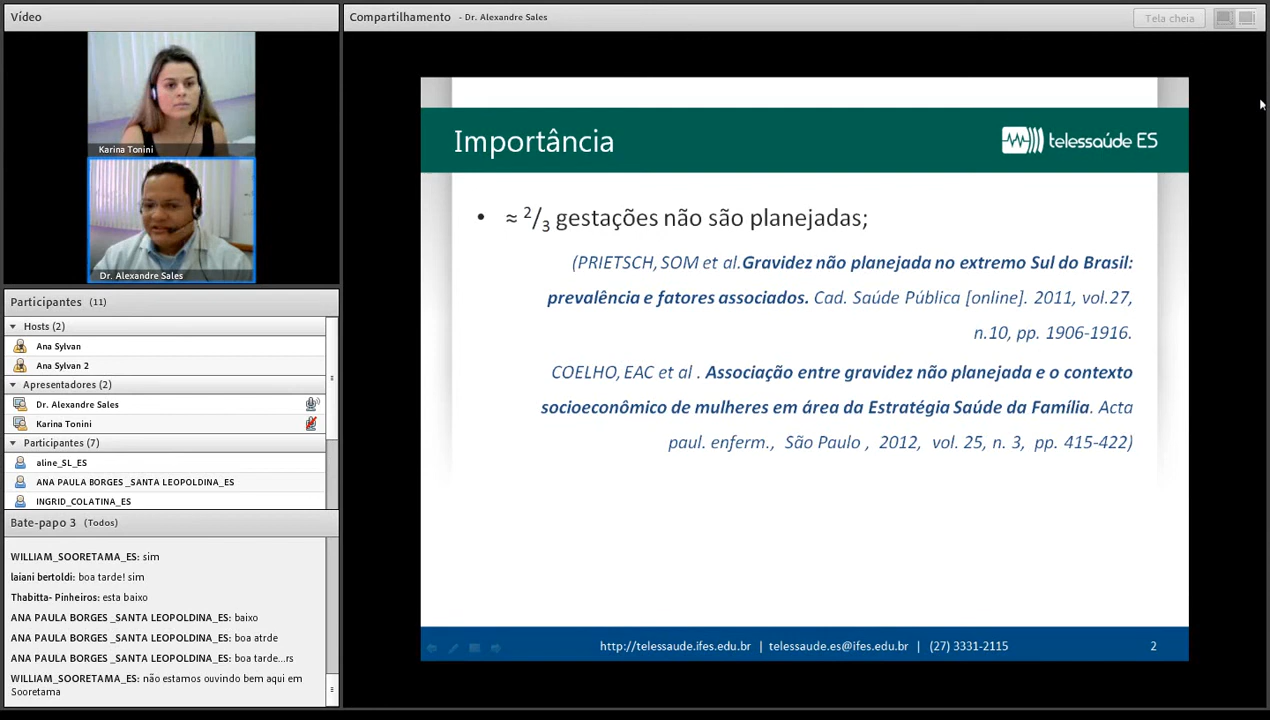 Vídeo
Karina Tonini
Dr. Alexandre Sales
Participantes (11)
Hosts (2)
Ana Sylvan
Ana Sylvan 2
Apresentadores (2)
Dr. Alexandre Sales
Karina Tonini
Participantes (7)
aline_SL_ES
ANA PAULA BORGES _SANTA LEOPOLDINA_ES
INGRID_COLATINA_ES
Bate-papo 3 (Todos)
WILLIAM_SOORETAMA_ES: sim
laiani bertoldi: boa tarde! sim
Thabitta- Pinheiros: esta baixo
ANA PAULA BORGES _SANTA LEOPOLDINA_ES: baixo
ANA PAULA BORGES _SANTA LEOPOLDINA_ES: boa atrde
ANA PAULA BORGES _SANTA LEOPOLDINA_ES: boa tarde...rs
WILLIAM_SOORETAMA_ES: não estamos ouvindo bem aqui em
Sooretama
Compartilhamento - Dr. Alexandre Sales
Tela cheia
Importância
telessaúde ES
• ≈ 2/3 gestações não são planejadas;
(PRIETSCH, SOM et al.Gravidez não planejada no extremo Sul do Brasil:
prevalência e fatores associados. Cad. Saúde Pública [online]. 2011, vol.27,
n.10, pp. 1906-1916.
COELHO, EAC et al . Associação entre gravidez não planejada e o contexto
socioeconômico de mulheres em área da Estratégia Saúde da Família. Acta
paul. enferm., São Paulo , 2012, vol. 25, n. 3, pp. 415-422)
http://telessaude.ifes.edu.br | telessaude.es@ifes.edu.br | (27) 3331-2115
2